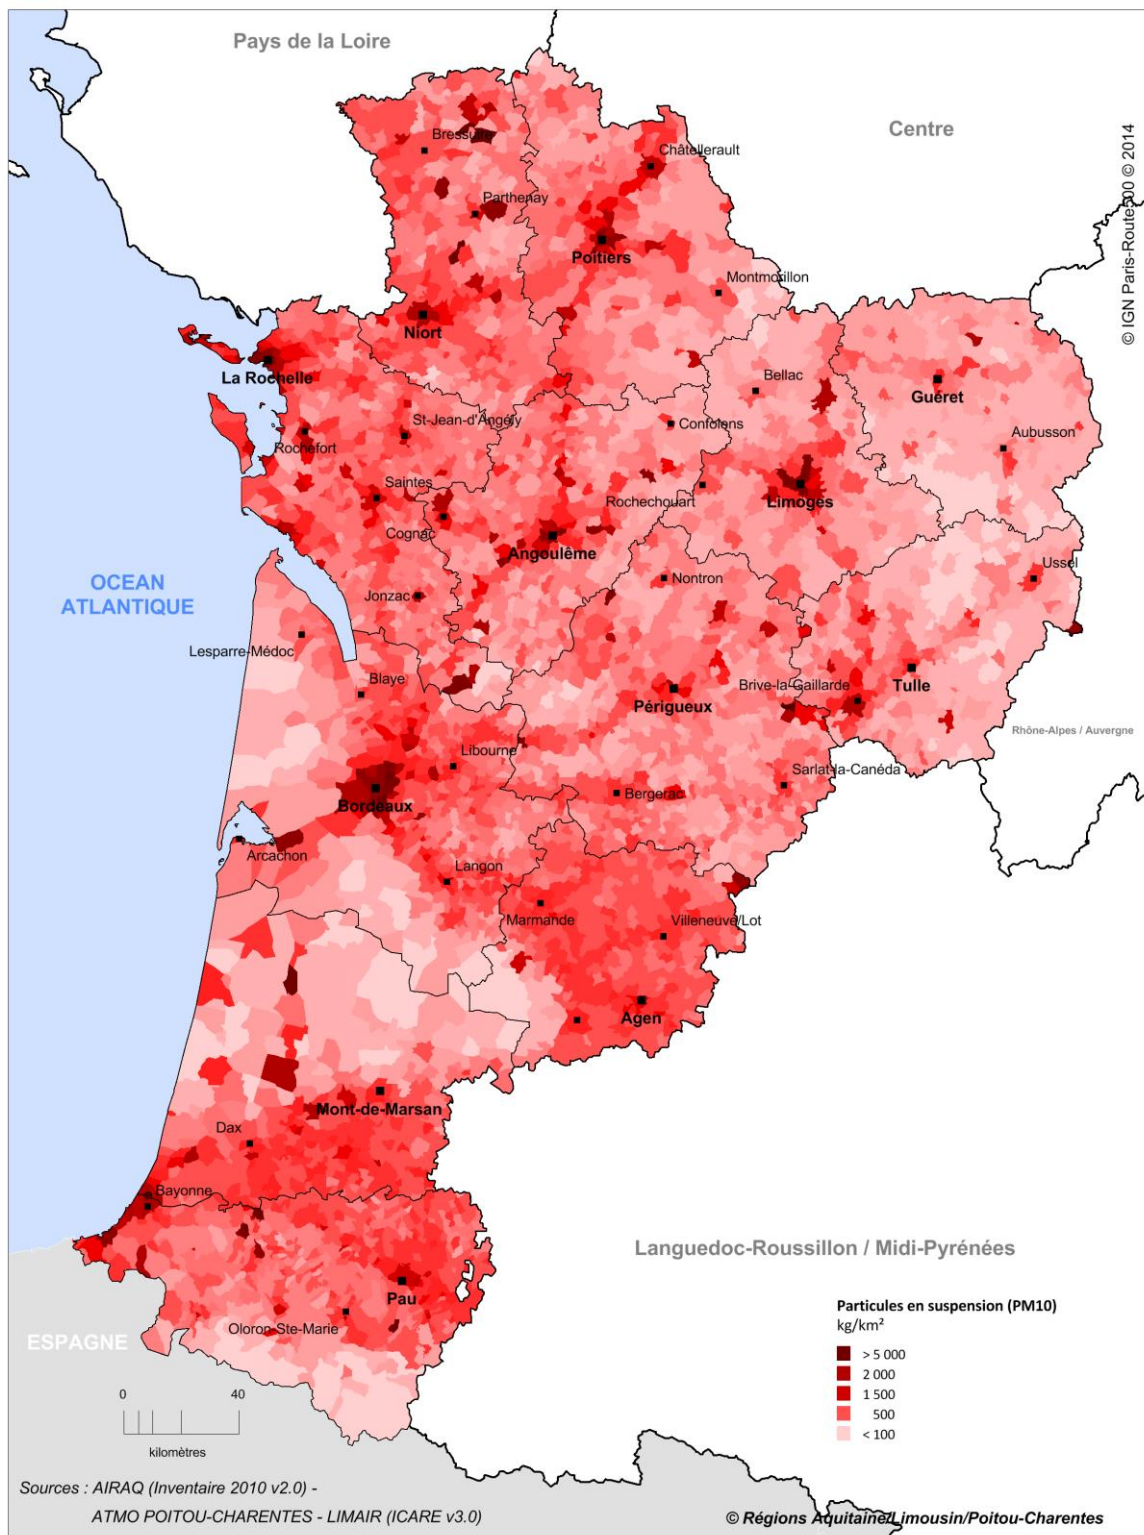 Pays de la Loire
Centre
© IGN Paris-Route500 © 2014
Bressuire
Châtellerault
Parthenay
Poitiers
Montmorillon
Niort
La Rochelle
Bellac
Guéret
St-Jean-d'Angély
Confolens
Aubusson
Rochefort
Saintes
Rochechouart
Limoges
Cognac
Angoulême
OCEAN
ATLANTIQUE
Ussel
Nontron
Jonzac
Lesparre-Médoc
Blaye
Brive-la-Gaillarde
Tulle
Périgueux
Rhône-Alpes / Auvergne
Libourne
Sarlat-la-Canéda
Bordeaux
Bergerac
Arcachon
Langon
Marmande
Villeneuve/Lot
Agen
Mont-de-Marsan
Dax
Bayonne
Languedoc-Roussillon / Midi-Pyrénées
Pau
Oloron-Ste-Marie
ESPAGNE
Particules en suspension (PM10)
kg/km²
> 5 000
2 000
1 500
500
< 100
0 40
kilomètres
Sources : AIRAQ (Inventaire 2010 v2.0) -
ATMO POITOU-CHARENTES - LIMAIR (ICARE v3.0)
© Régions Aquitaine/Limousin/Poitou-Charentes